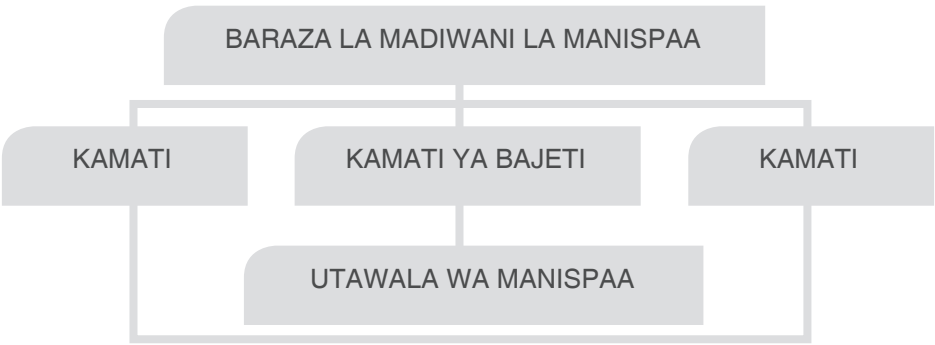 BARAZA LA MADIWANI LA MANISPAA
KAMATI
KAMATI YA BAJETI
KAMATI
UTAWALA WA MANISPAA